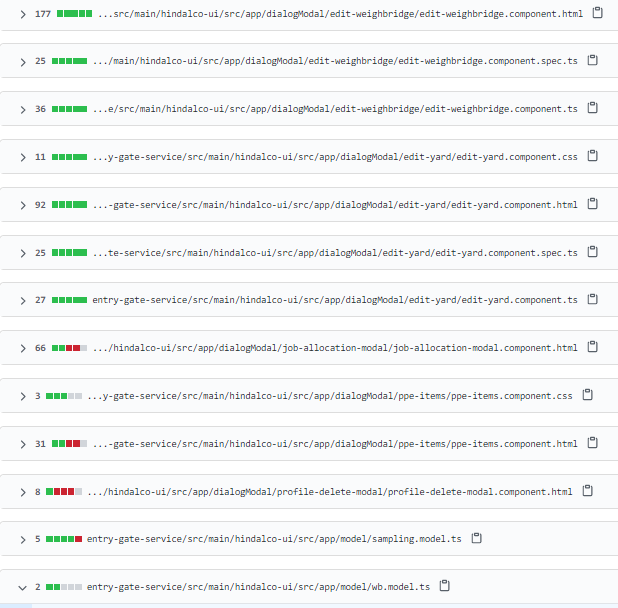 177 ...src/main/hindalco-ui/src/app/dialogModal/edit-weighbridge/edit-weighbridge.component.html
25 .../main/hindalco-ui/src/app/dialogModal/edit-weighbridge/edit-weighbridge.component.spec.ts
36 ...e/src/main/hindalco-ui/src/app/dialogModal/edit-weighbridge/edit-weighbridge.component.ts
11 ...y-gate-service/src/main/hindalco-ui/src/app/dialogModal/edit-yard/edit-yard.component.css
92 ...-gate-service/src/main/hindalco-ui/src/app/dialogModal/edit-yard/edit-yard.component.html
25 ...te-service/src/main/hindalco-ui/src/app/dialogModal/edit-yard/edit-yard.component.spec.ts
27 entry-gate-service/src/main/hindalco-ui/src/app/dialogModal/edit-yard/edit-yard.component.ts
66 .../hindalco-ui/src/app/dialogModal/job-allocation-modal/job-allocation-modal.component.html
3 ...y-gate-service/src/main/hindalco-ui/src/app/dialogModal/ppe-items/ppe-items.component.css
31 ...-gate-service/src/main/hindalco-ui/src/app/dialogModal/ppe-items/ppe-items.component.html
8 .../hindalco-ui/src/app/dialogModal/profile-delete-modal/profile-delete-modal.component.html
5 entry-gate-service/src/main/hindalco-ui/src/app/model/sampling.model.ts
2 entry-gate-service/src/main/hindalco-ui/src/app/model/wb.model.ts